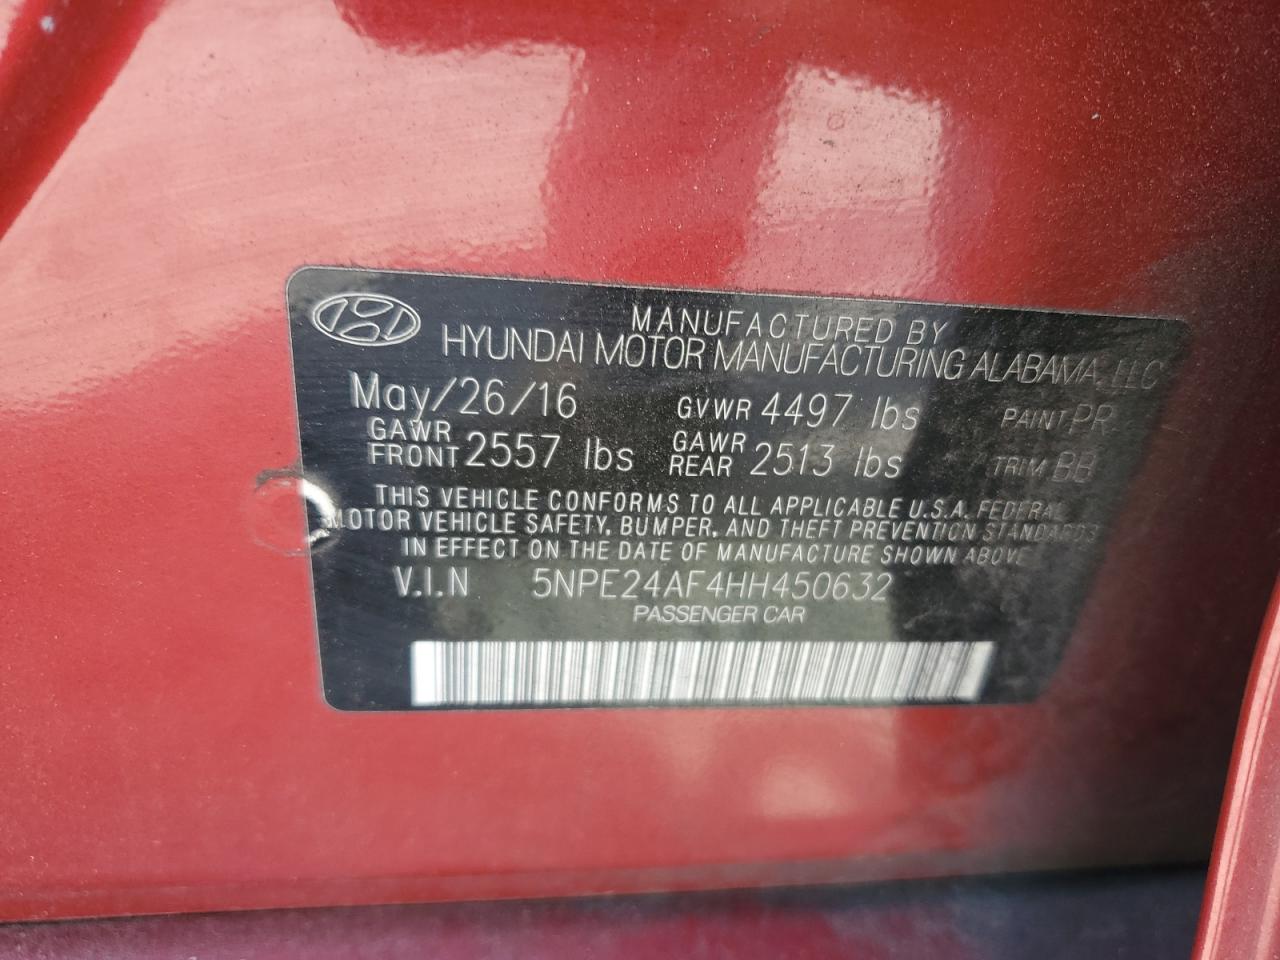 MANUFACTURED BY
HYUNDAI MOTOR MANUFACTURING ALABAMA, LLC
May/26/16 GVWR 4497 lbs PAINT PR
GAWR FRONT 2557 lbs GAWR REAR 2513 lbs TRIM BB
THIS VEHICLE CONFORMS TO ALL APPLICABLE U.S.A. FEDERAL
MOTOR VEHICLE SAFETY, BUMPER, AND THEFT PREVENTION STANDARDS
IN EFFECT ON THE DATE OF MANUFACTURE SHOWN ABOVE
V.I.N 5NPE24AF4HH450632
PASSENGER CAR